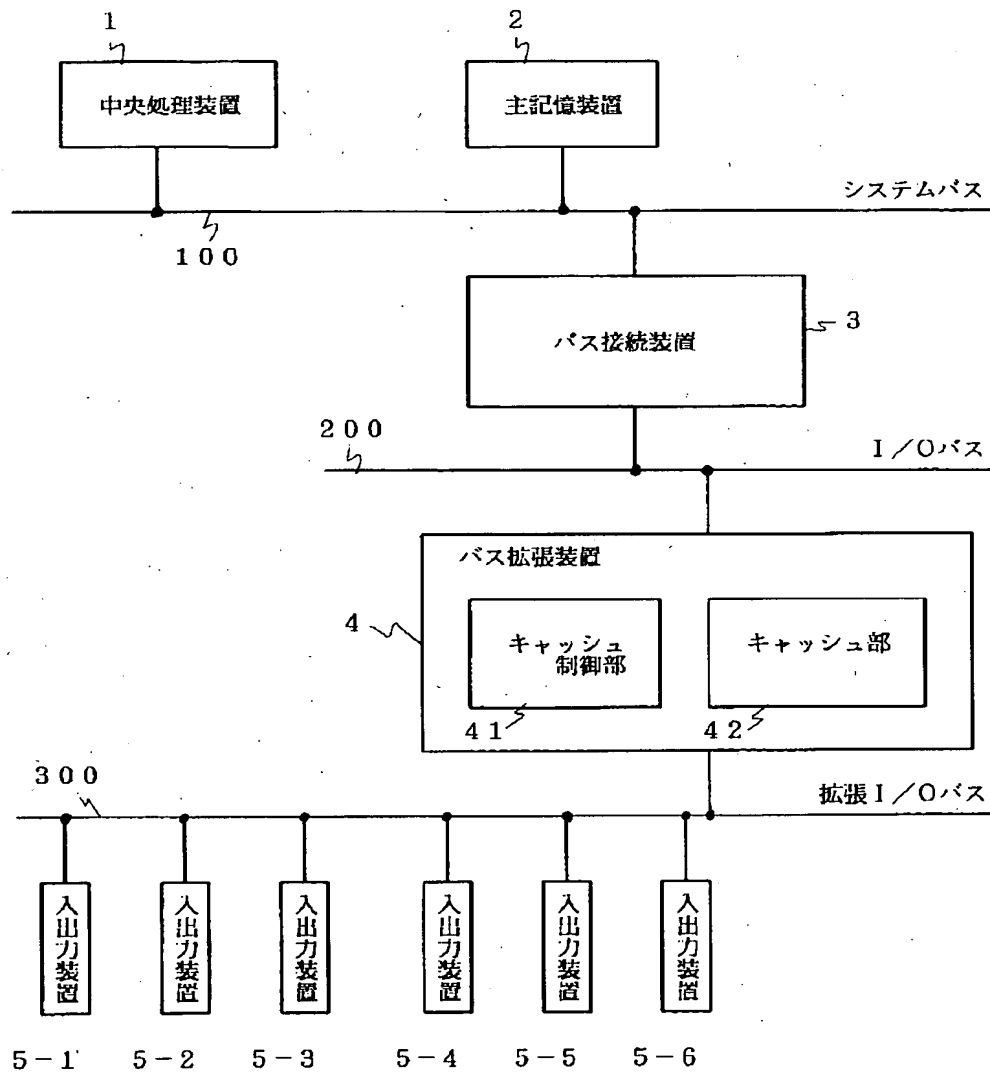 1
2
中央処理装置
主記憶装置
システムバス
100
バス接続装置
3
200
I/Oバス
バス拡張装置
4
キャッシュ
制御部
キャッシュ部
41
42
300
拡張I/Oバス
入出力装置
入出力装置
入出力装置
入出力装置
入出力装置
入出力装置
5-1
5-2
5-3
5-4
5-5
5-6